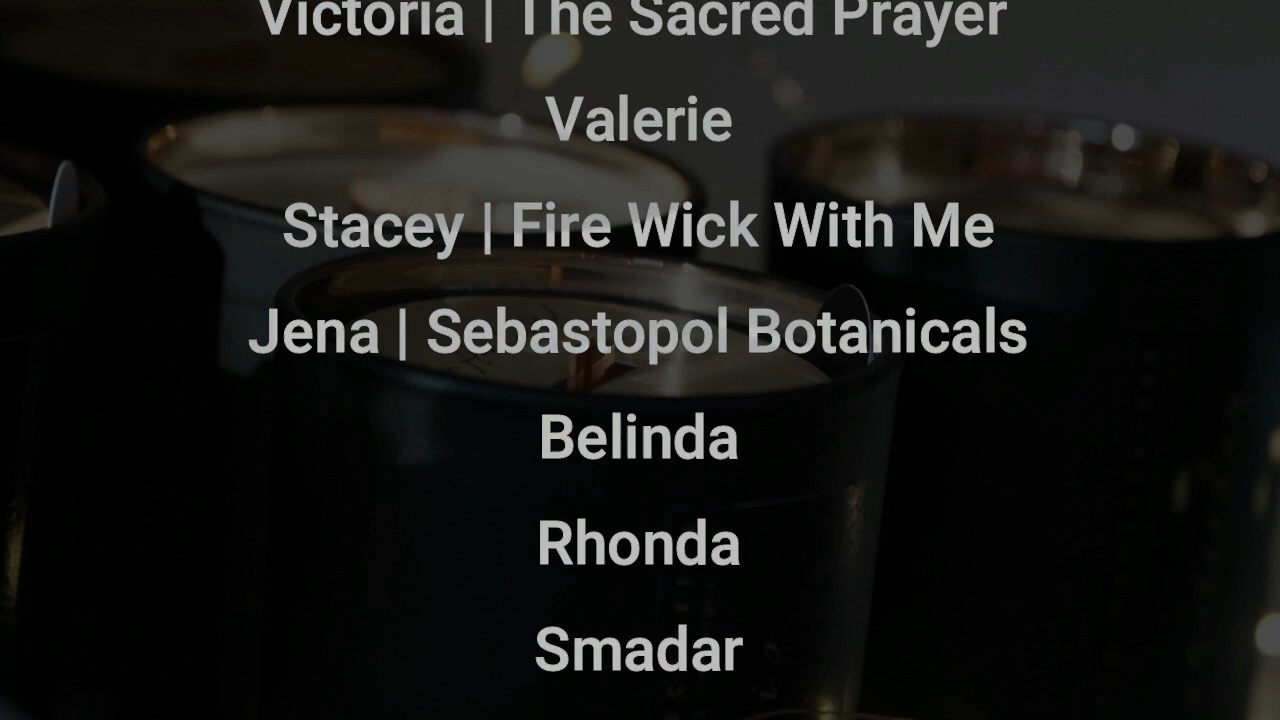 Victoria | The Sacred Prayer
Valerie
Stacey | Fire Wick With Me
Jena | Sebastopol Botanicals
Belinda
Rhonda
Smadar